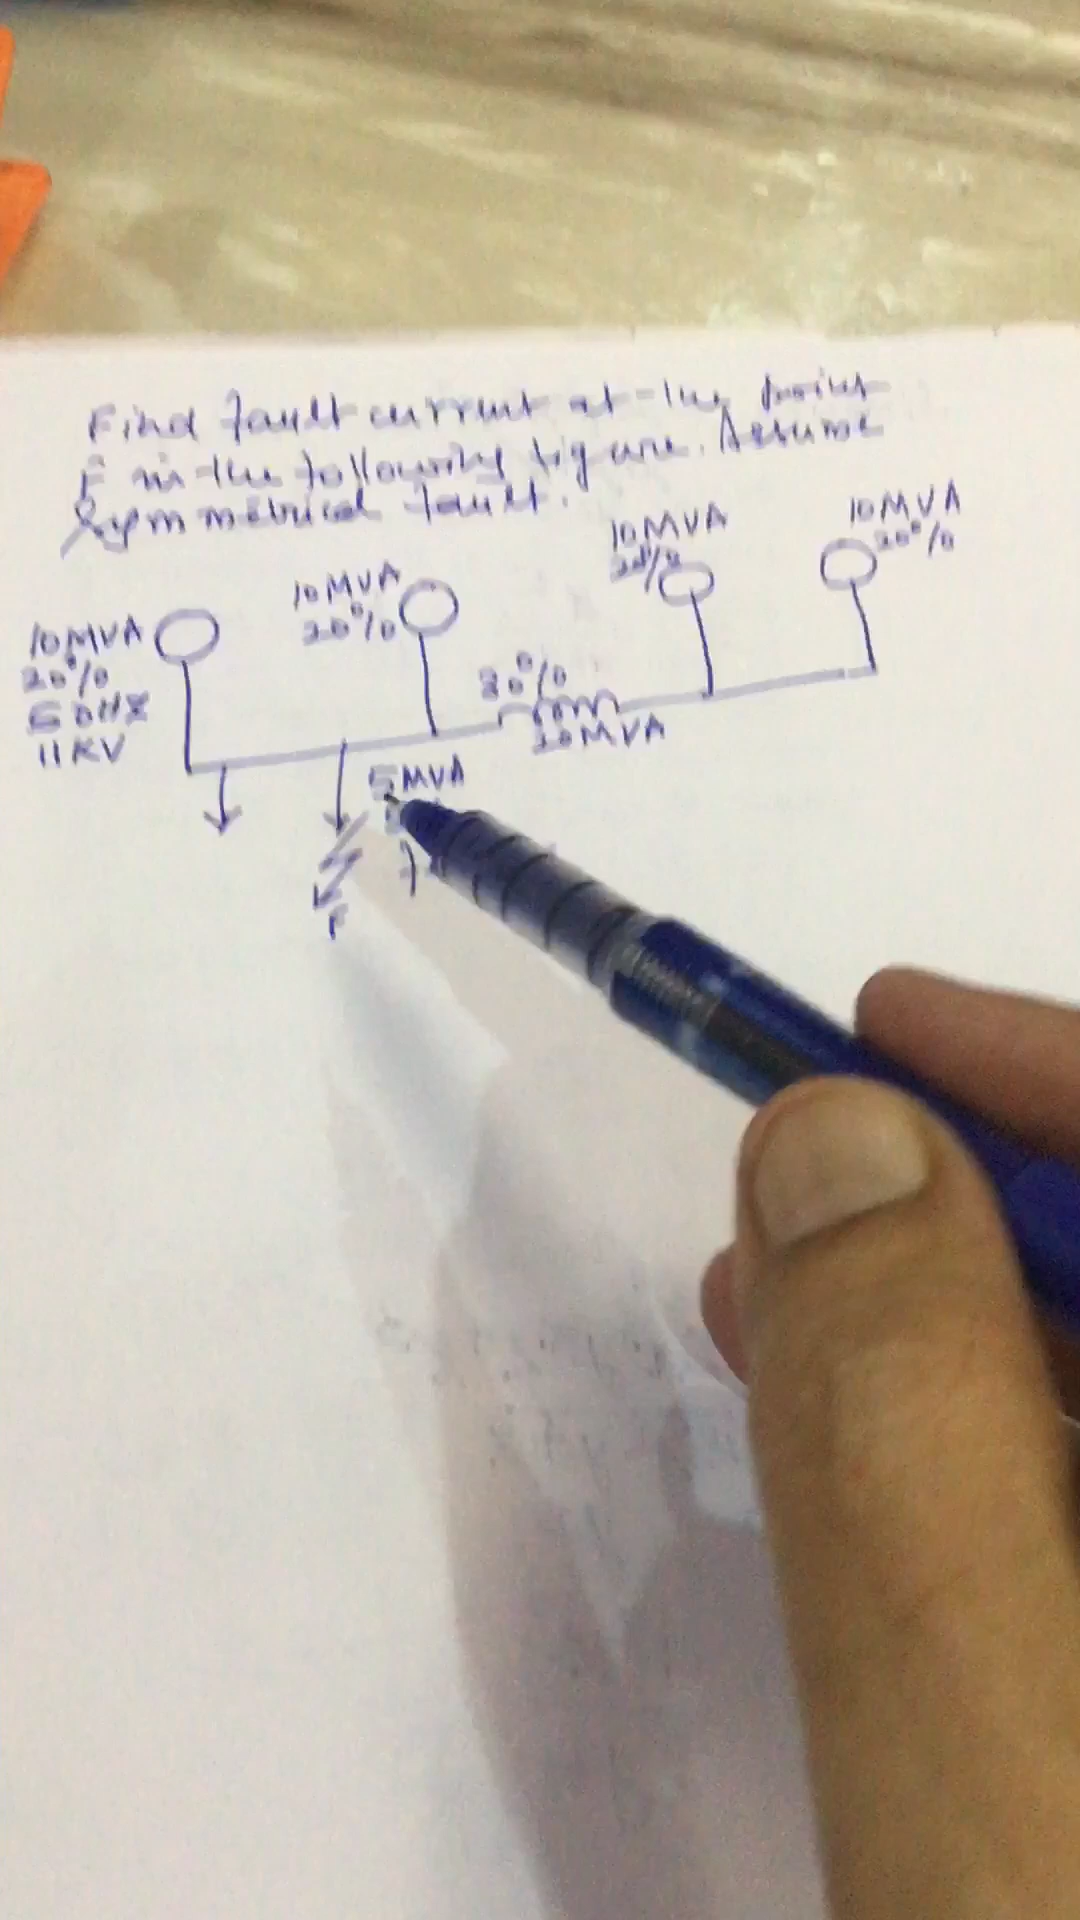 Find fault current at the point
F in the following figure. Assume
Symmetrical fault.
10MVA
20%
10MVA
20%
10MVA
20%
50HZ
11KV
10MVA
20%
20%
10MVA
5MVA
F